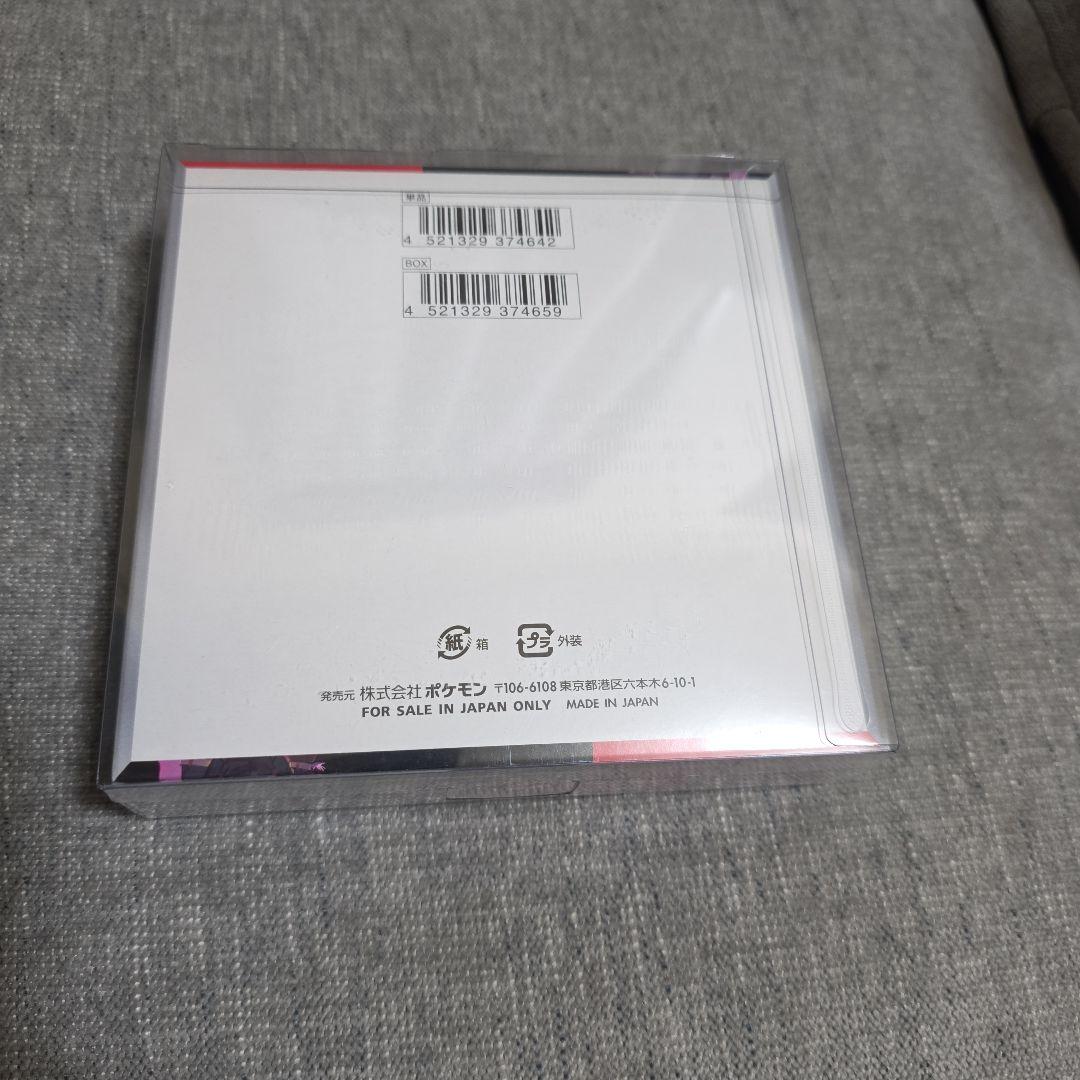 単品
4 521329 374642
BOX
4 521329 374659
紙 箱 プラ 外装
発売元 株式会社 ポケモン 〒106-6108 東京都港区六本木6-10-1
FOR SALE IN JAPAN ONLY MADE IN JAPAN